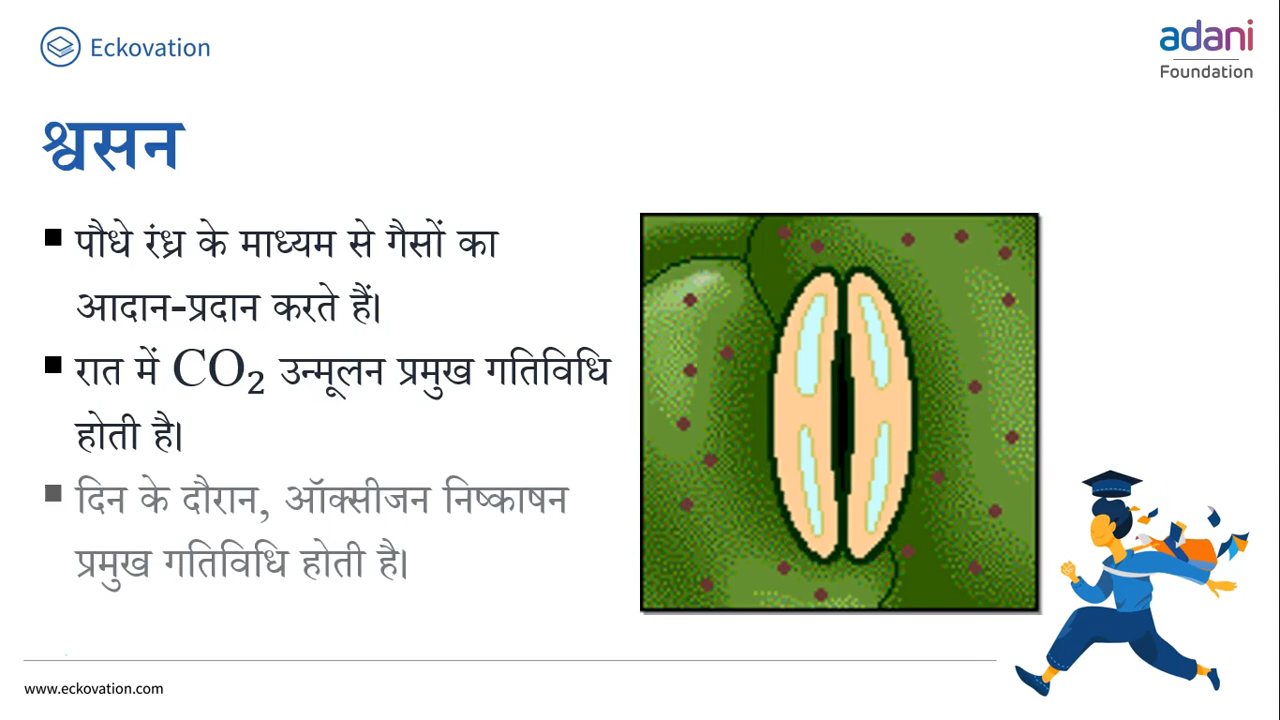 Eckovation
adani
Foundation
श्वसन
▪ पौधे रंध्र के माध्यम से गैसों का
आदान-प्रदान करते हैं।
▪ रात में CO₂ उन्मूलन प्रमुख गतिविधि
होती है।
▪ दिन के दौरान, ऑक्सीजन निष्काषन
प्रमुख गतिविधि होती है।
www.eckovation.com